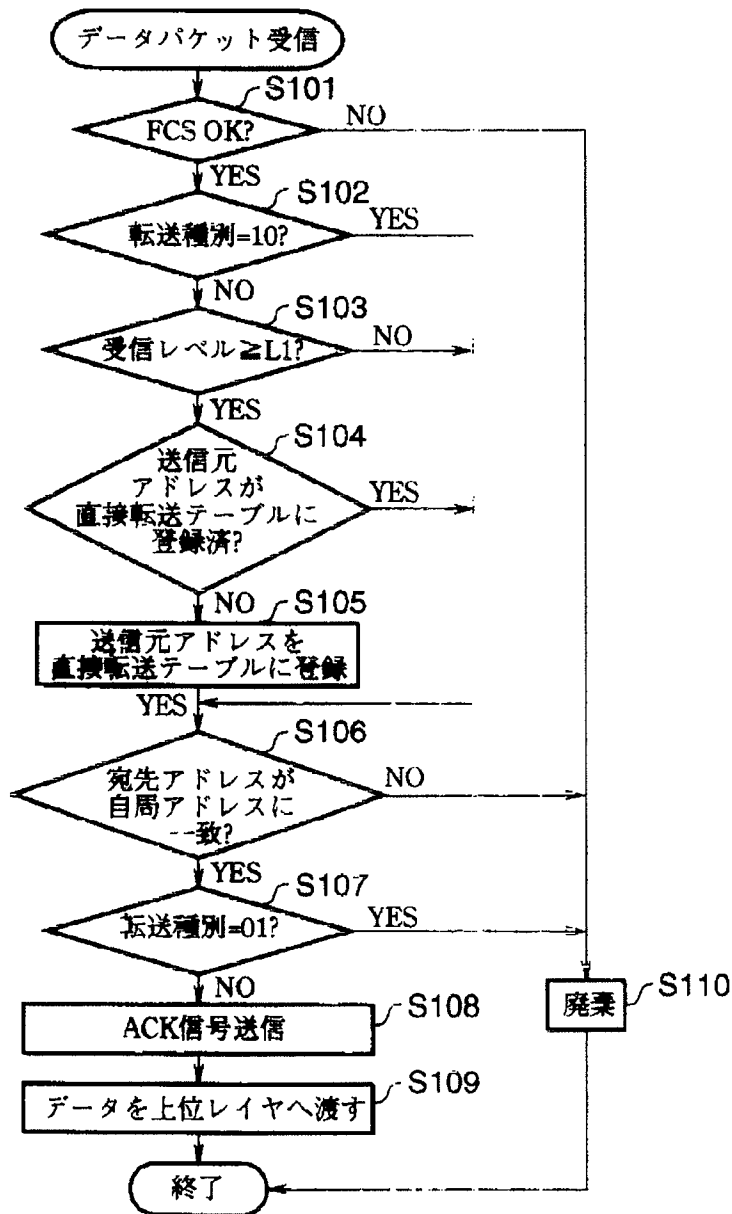 データパケット受信
S101
FCS OK?
NO
YES
S102
転送種別=10?
YES
NO
S103
受信レベル≧L1?
NO
YES
S104
送信元
アドレスが
直接転送テーブルに
登録済?
YES
NO
S105
送信元アドレスを
直接転送テーブルに登録
YES
S106
宛先アドレスが
自局アドレスに
一致?
NO
YES
S107
転送種別=01?
YES
NO
S108
ACK信号送信
S110
廃棄
S109
データを上位レイヤへ渡す
終了